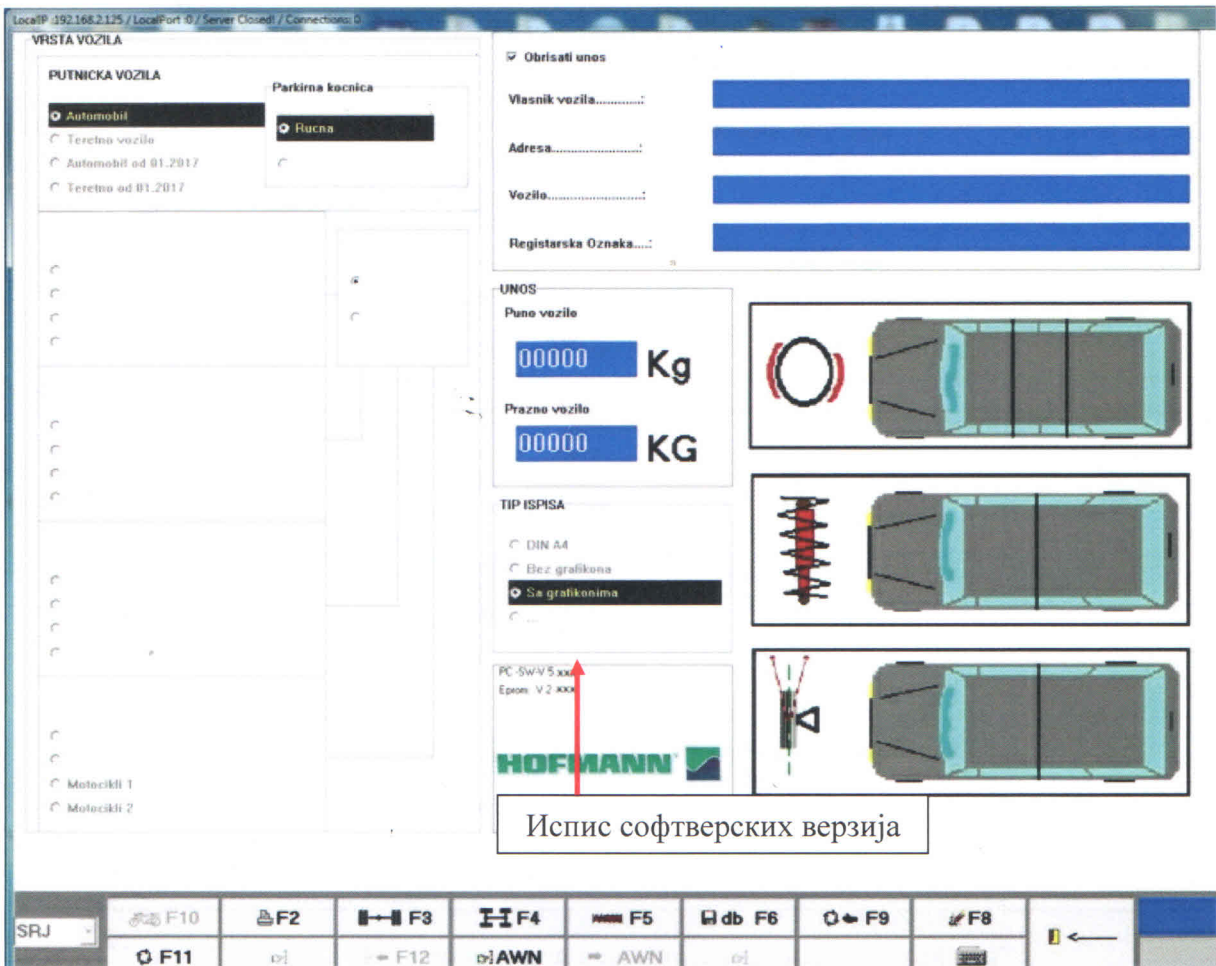 LocalIP :192.168.2.125 / LocalPort :0 / Server Closed! / Connections: 0
VRSTA VOZILA
PUTNICKA VOZILA
Automobil
Teretno vozilo
Automobil od 01.2017
Teretno od 01.2017
Parkirna kocnica
Rucna
Motocikli 1
Motocikli 2
Obrisati unos
Vlasnik vozila.............:
Adresa.......................:
Vozilo.........................:
Registarska Oznaka....:
UNOS
Puno vozilo
00000 Kg
Prazno vozilo
00000 KG
TIP ISPISA
DIN A4
Bez grafikona
Sa grafikonima
...
PC-SW-V 5.xxx
Eprom: V 2 xxx
HOFMANN
Испис софтверских верзија
SRJ
F10 F2 F3 F4 F5 db F6 F9 F8
F11 F12 AWN AWN